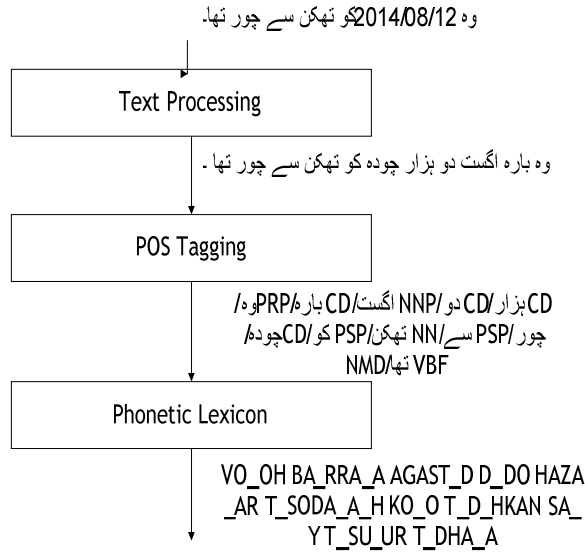 وہ 2014/08/12کو تھکن سے چور تھا۔
Text Processing
وہ بارہ اگست دو ہزار چودہ کو تھکن سے چور تھا ۔
POS Tagging
وہ/PRP بارہ/CD اگست/NNP دو/CD ہزار/CD
چودہ/CD کو/PSP تھکن/NN سے/PSP چور/
NMD تھا/VBF
Phonetic Lexicon
VO_OH BA_RRA_A AGAST_D D_DO HAZA
_AR T_SODA_A_H KO_O T_D_HKAN SA_
Y T_SU_UR T_DHA_A